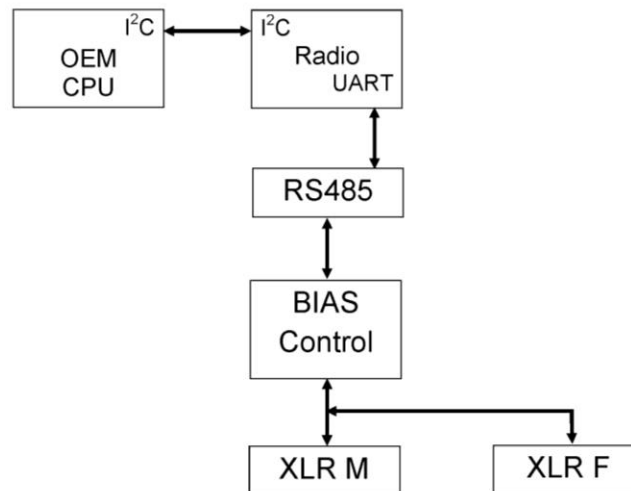 I²C
OEM
CPU
I²C
Radio
UART
RS485
BIAS
Control
XLR M
XLR F